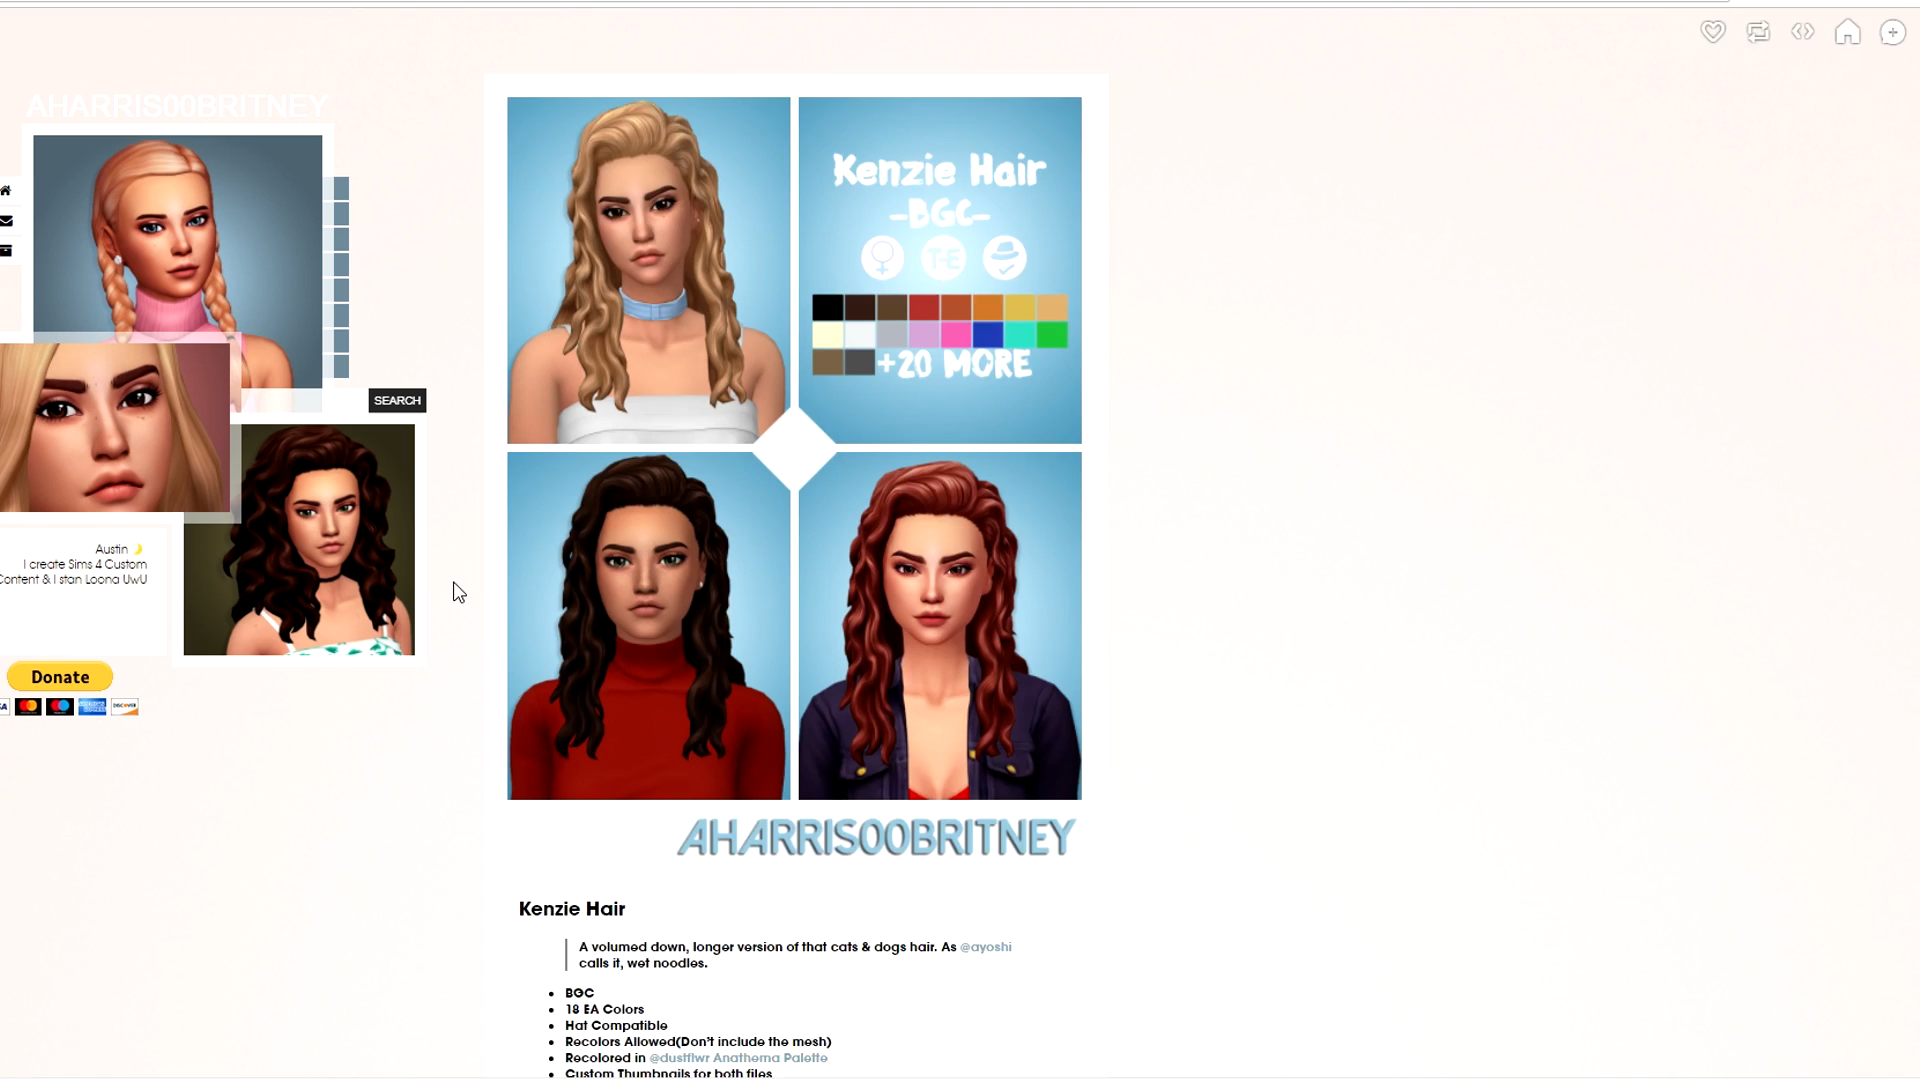 AHARRIS00BRITNEY
SEARCH
Austin 🌙
I create Sims 4 Custom
Content & I stan Loona UwU
Donate
DISCOVER
Kenzie Hair
-BGC-
T-E
+20 MORE
AHARRIS00BRITNEY
Kenzie Hair
A volumed down, longer version of that cats & dogs hair. As @ayoshi
calls it, wet noodles.
• BGC
• 18 EA Colors
• Hat Compatible
• Recolors Allowed(Don't include the mesh)
• Recolored in @dustflwr Anathema Palette
• Custom Thumbnails for both files